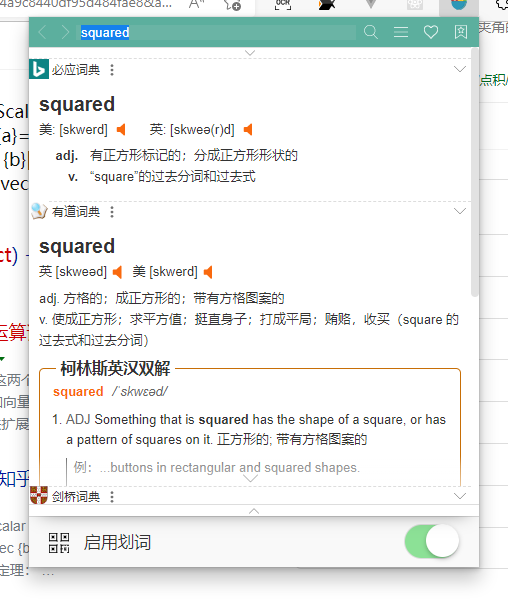 4a9c8440df95d484fae8&a...
squared
夹角的
必应词典
点积/
squared
美: [skwerd] 英: [skweə(r)d]
adj. 有正方形标记的；分成正方形形状的
v. “square”的过去分词和过去式
有道词典
squared
英 [skweəd] 美 [skwerd]
adj. 方格的；成正方形的；带有方格图案的
v. 使成正方形；求平方值；挺直身子；打成平局；贿赂，收买（square 的
过去式和过去分词）
柯林斯英汉双解
squared /ˈskwɛəd/
1. ADJ Something that is squared has the shape of a square, or has
a pattern of squares on it. 正方形的; 带有方格图案的
例：...buttons in rectangular and squared shapes.
剑桥词典
启用划词
Scal
{a}=
{b}|
vec
ct)
运算
这两个
如向量
扩展
知乎
calar
ec {b
定理：